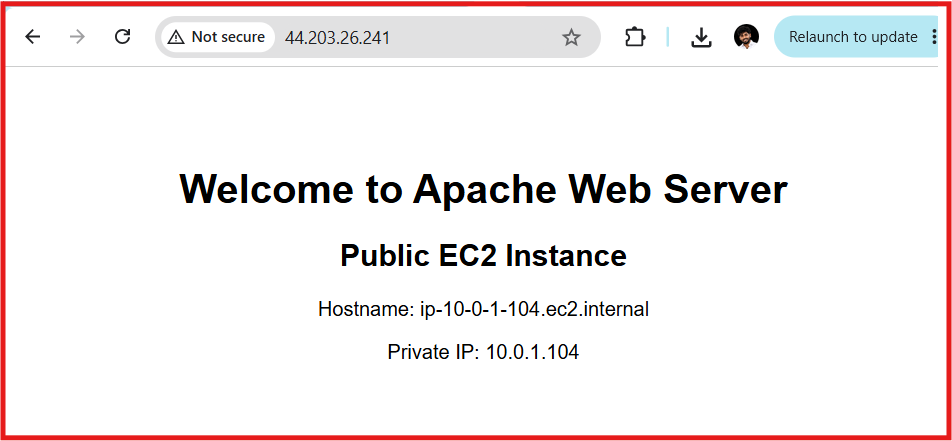 Not secure 44.203.26.241 Relaunch to update
Welcome to Apache Web Server
Public EC2 Instance
Hostname: ip-10-0-1-104.ec2.internal
Private IP: 10.0.1.104